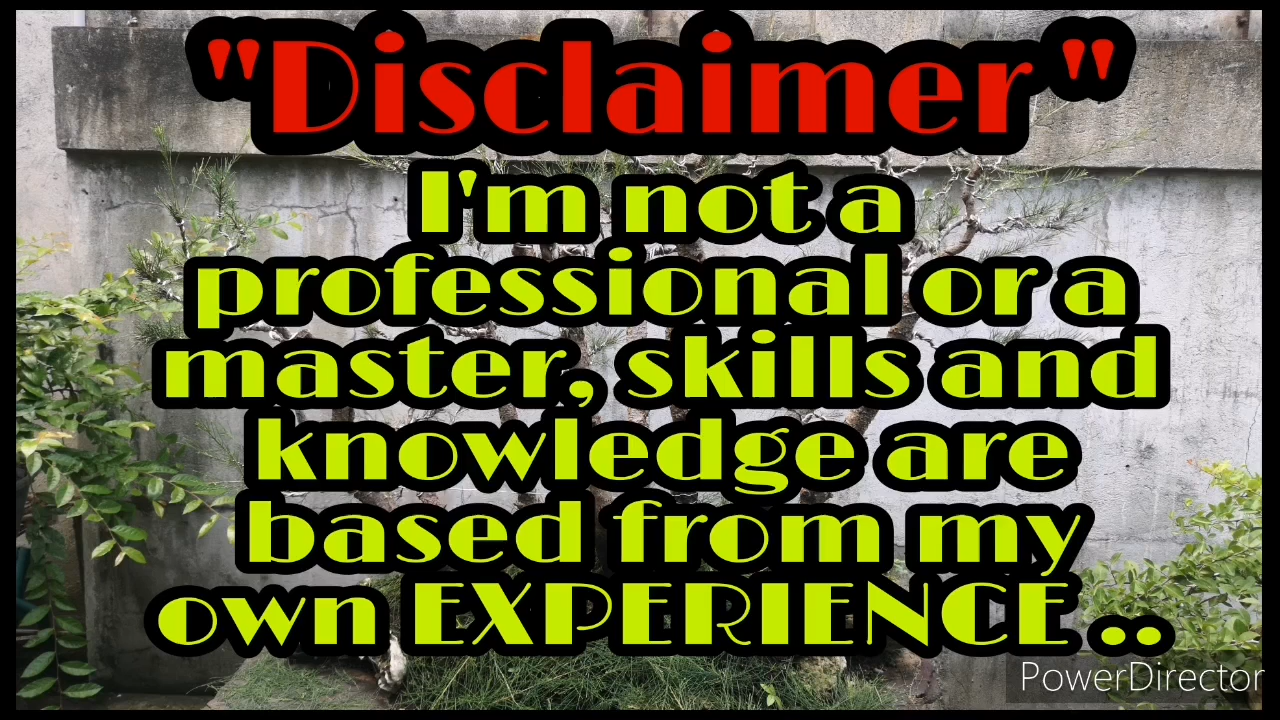 "Disclaimer"
I'm not a
professional or a
master, skills and
knowledge are
based from my
own EXPERIENCE..
PowerDirector